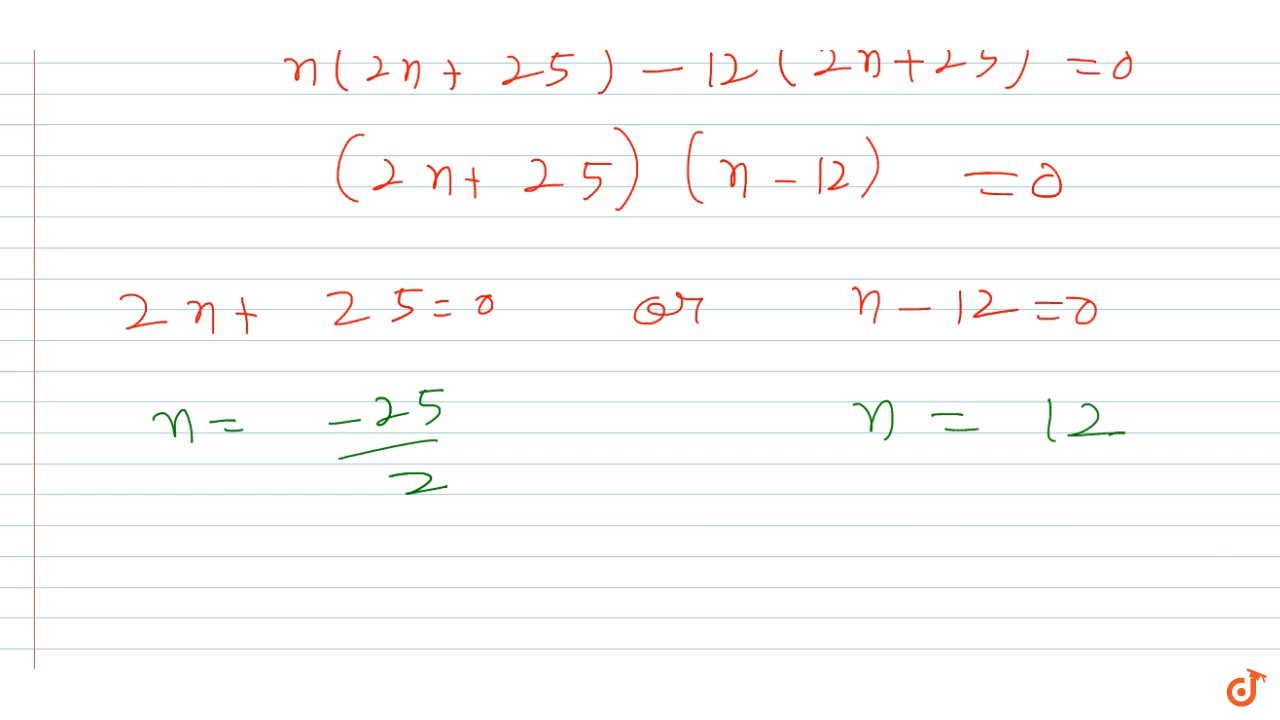 n(2n+ 25) - 12(2n+25) =0
(2n+ 25) (n-12) =0
2n+ 25=0 or n-12=0
n= -25/2 n = 12